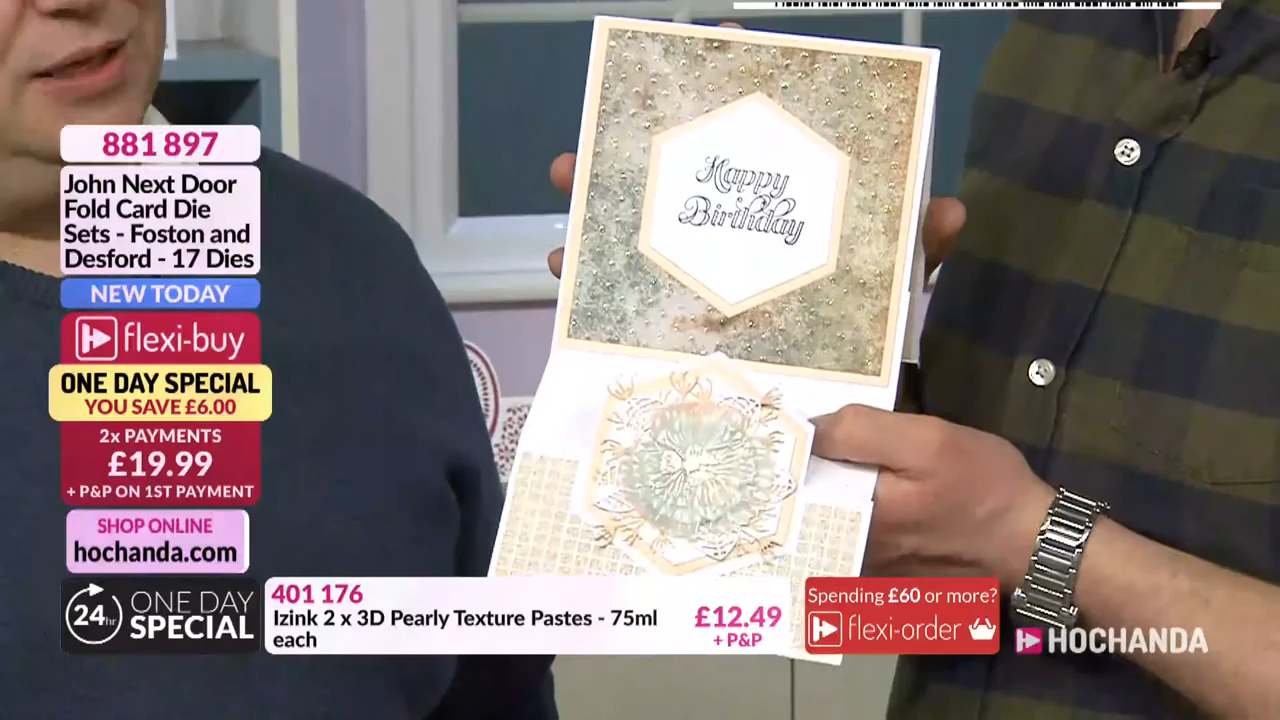 881 897
John Next Door
Fold Card Die
Sets - Foston and
Desford - 17 Dies
NEW TODAY
flexi-buy
ONE DAY SPECIAL
YOU SAVE £6.00
2x PAYMENTS
£19.99
+ P&P ON 1ST PAYMENT
SHOP ONLINE
hochanda.com
Happy
Birthday
24hr
ONE DAY
SPECIAL
401 176
Izink 2 x 3D Pearly Texture Pastes - 75ml
each
£12.49
+ P&P
Spending £60 or more?
flexi-order
HOCHANDA